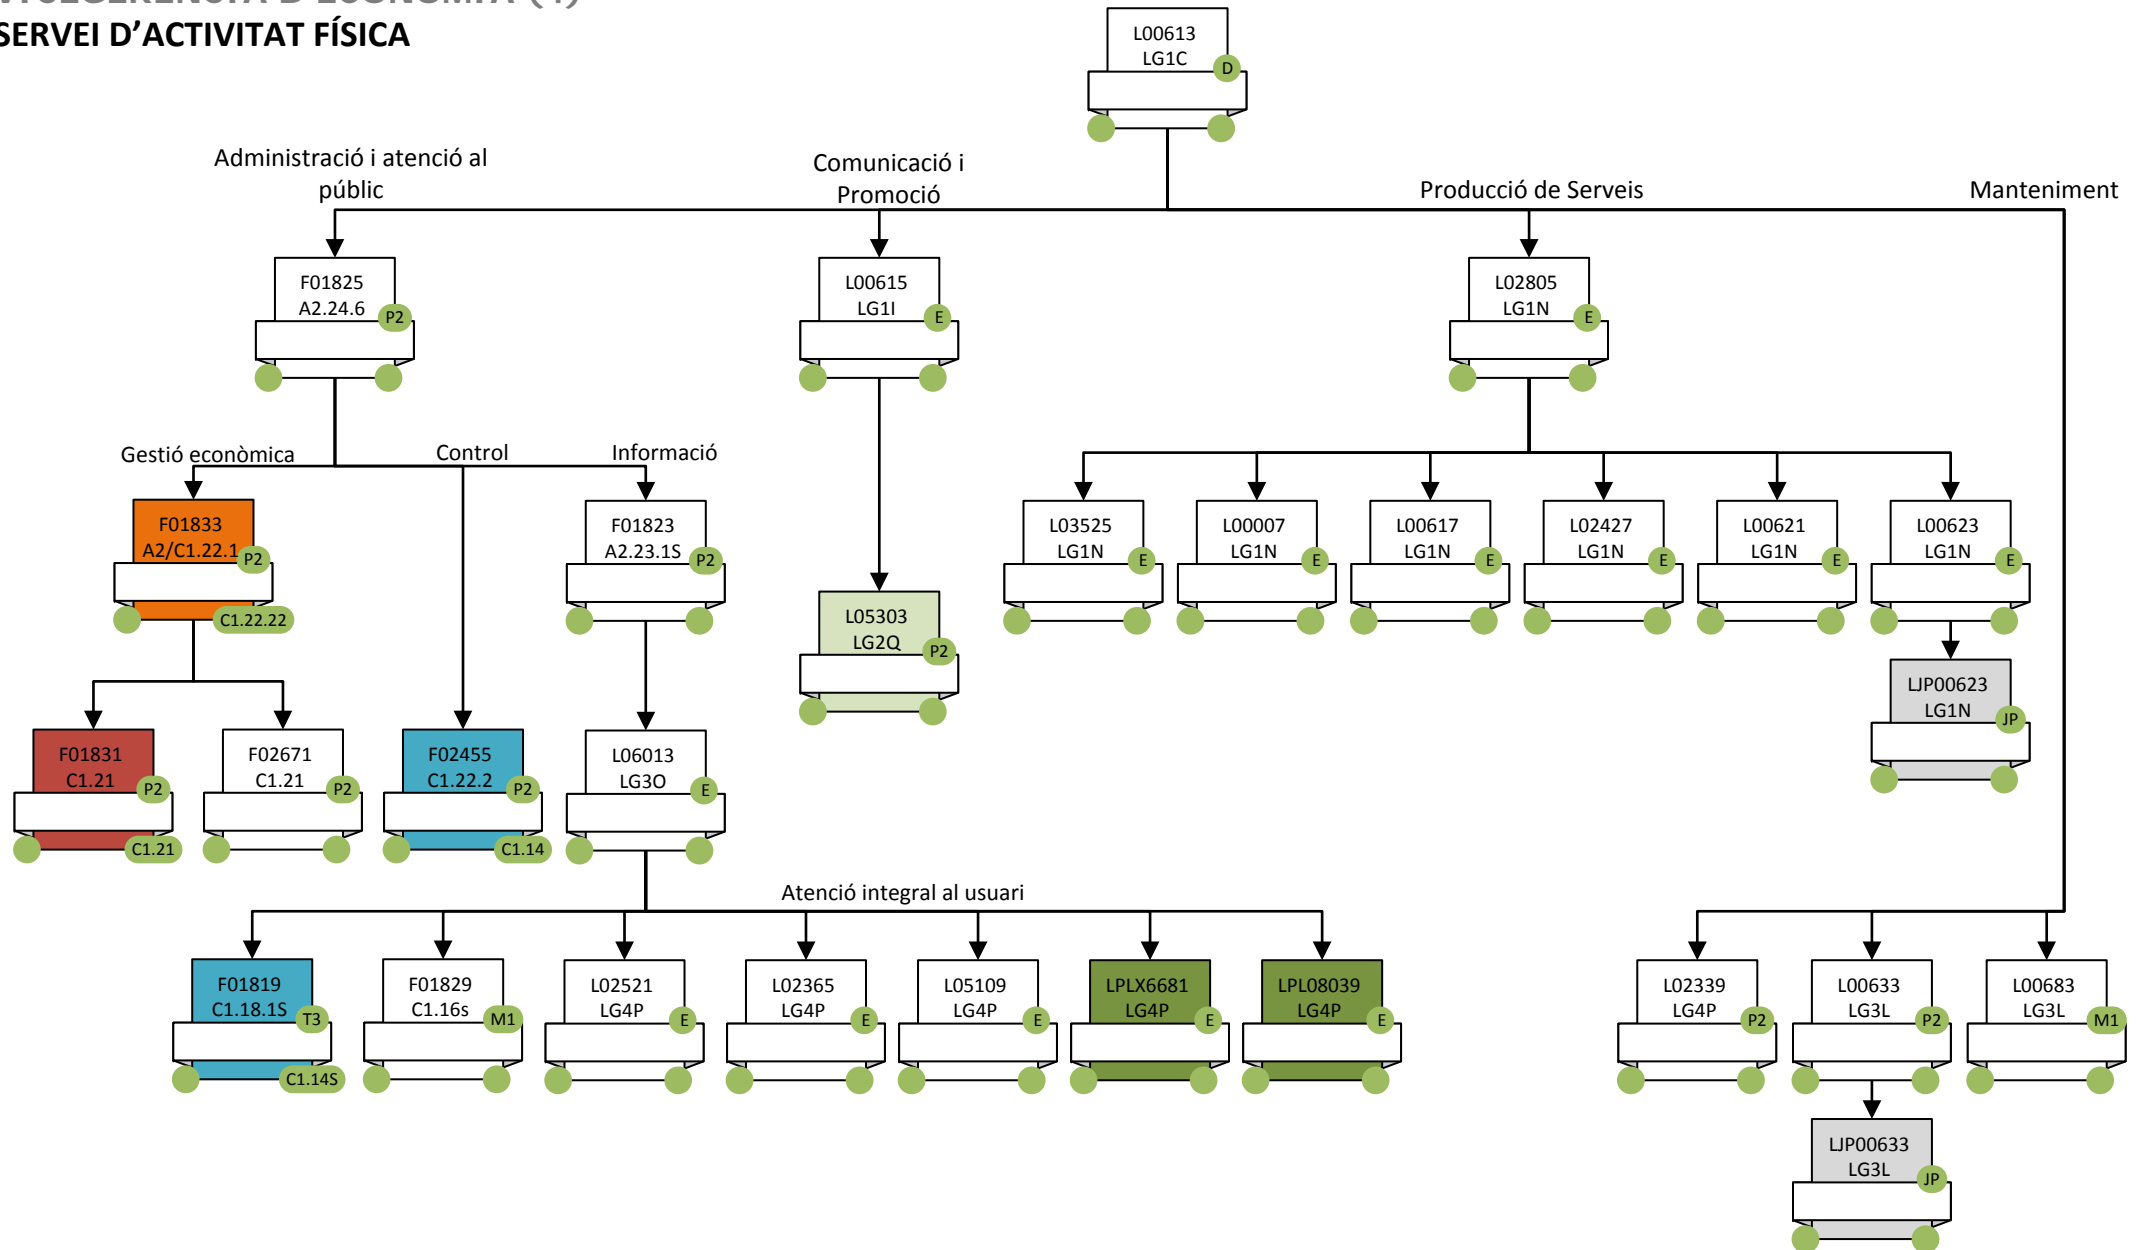 D'ECONOMIA (4)
SERVEI D'ACTIVITAT FÍSICA
L00613
LG1C
D
Administració i atenció al
públic
Comunicació i
Promoció
Producció de Serveis
Manteniment
F01825
A2.24.6
P2
L00615
LG1I
E
L02805
LG1N
E
Gestió econòmica
Control
Informació
F01833
A2/C1.22.1
P2
C1.22.22
F01823
A2.23.1S
P2
L03525
LG1N
E
L00007
LG1N
E
L00617
LG1N
E
L02427
LG1N
E
L00621
LG1N
E
L00623
LG1N
E
L05303
LG2Q
P2
LJP00623
LG1N
JP
F01831
C1.21
P2
C1.21
F02671
C1.21
P2
F02455
C1.22.2
P2
C1.14
L06013
LG3O
E
Atenció integral al usuari
F01819
C1.18.1S
T3
C1.14S
F01829
C1.16s
M1
L02521
LG4P
E
L02365
LG4P
E
L05109
LG4P
E
LPLX6681
LG4P
E
LPL08039
LG4P
E
L02339
LG4P
P2
L00633
LG3L
P2
L00683
LG3L
M1
LJP00633
LG3L
JP